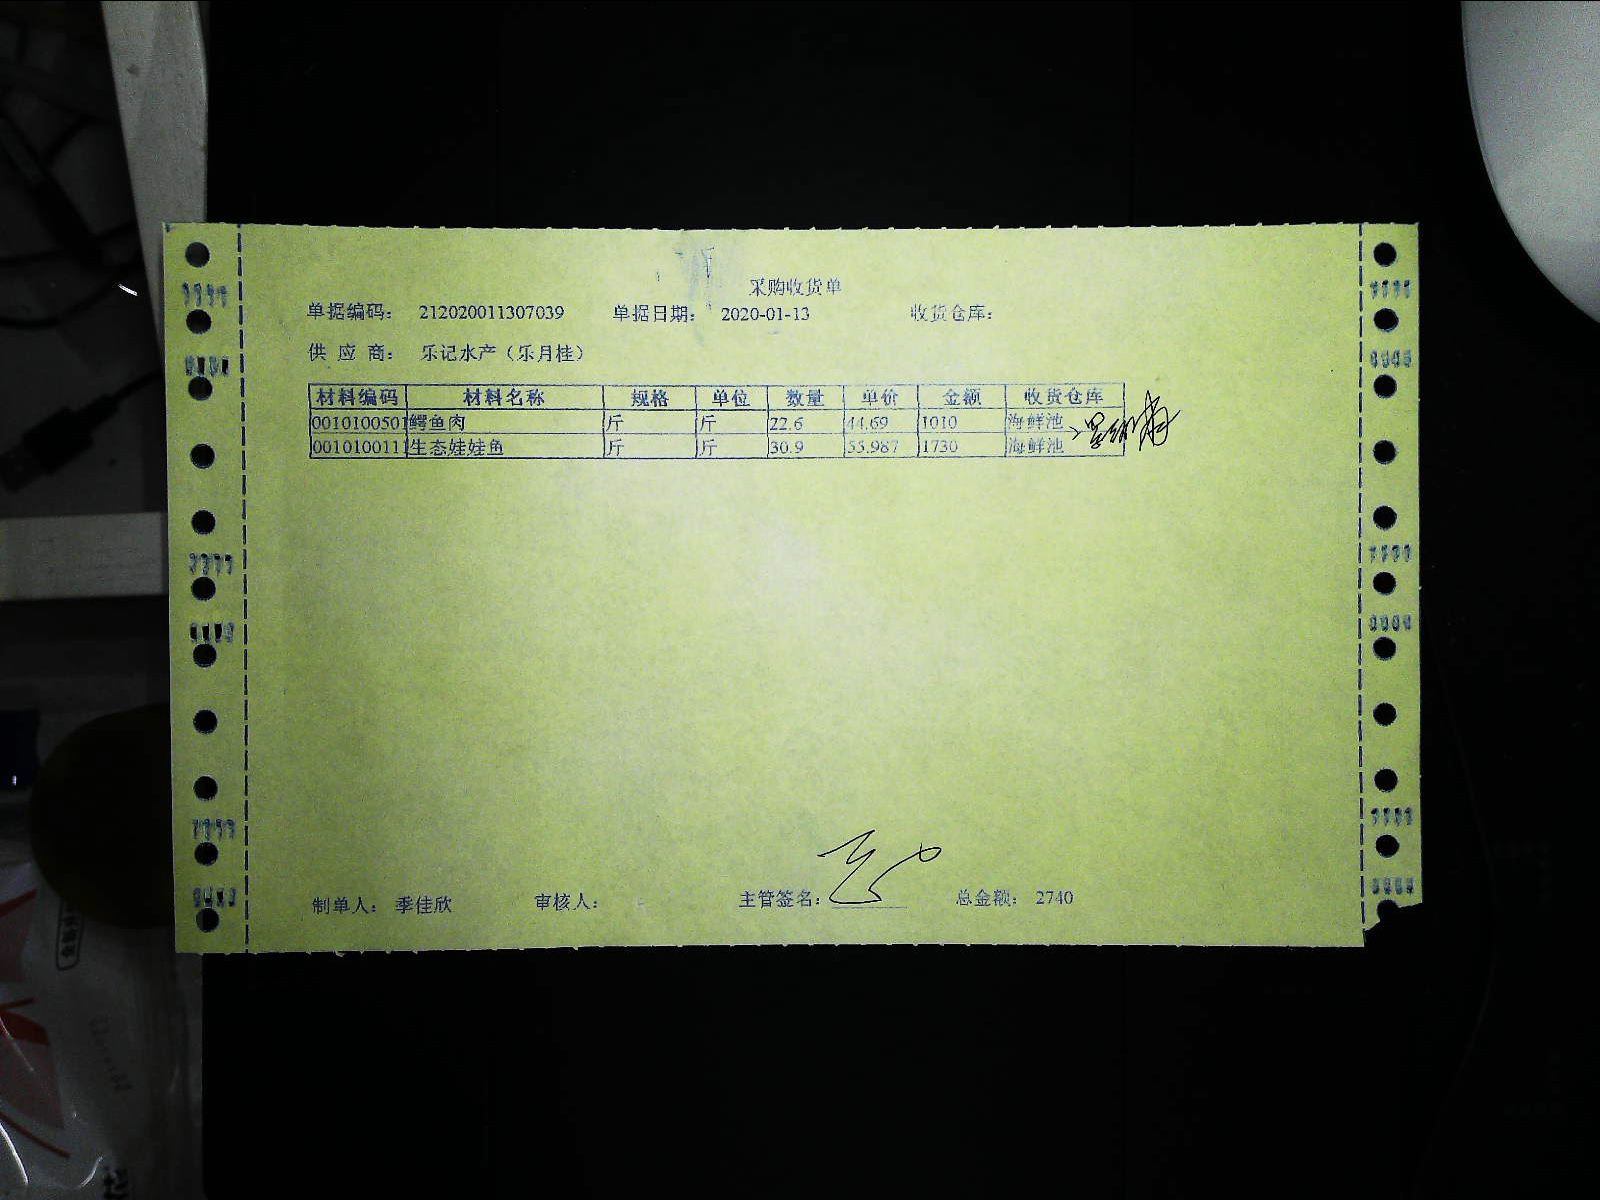 采购收货单
单据编码： 212020011307039 单据日期： 2020-01-13 收货仓库：
供 应 商： 乐记水产（乐月桂）
材料编码 材料名称 规格 单位 数量 单价 金额 收货仓库
0010100501 鳄鱼肉 斤 斤 22.6 44.69 1010 海鲜池
0010100111 生态娃娃鱼 斤 斤 30.9 55.987 1730 海鲜池
制单人： 季佳欣 审核人： 主管签名： 总金额： 2740